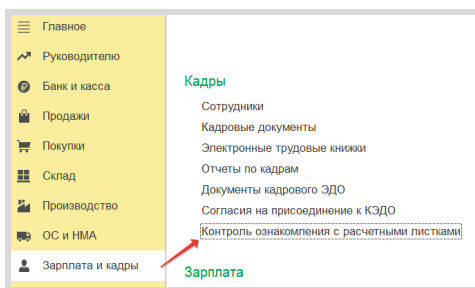 Главное
Руководителю
Банк и касса
Продажи
Покупки
Склад
Производство
ОС и НМА
Зарплата и кадры
Кадры
Сотрудники
Кадровые документы
Электронные трудовые книжки
Отчеты по кадрам
Документы кадрового ЭДО
Согласия на присоединение к КЭДО
Контроль ознакомления с расчетными листками
Зарплата